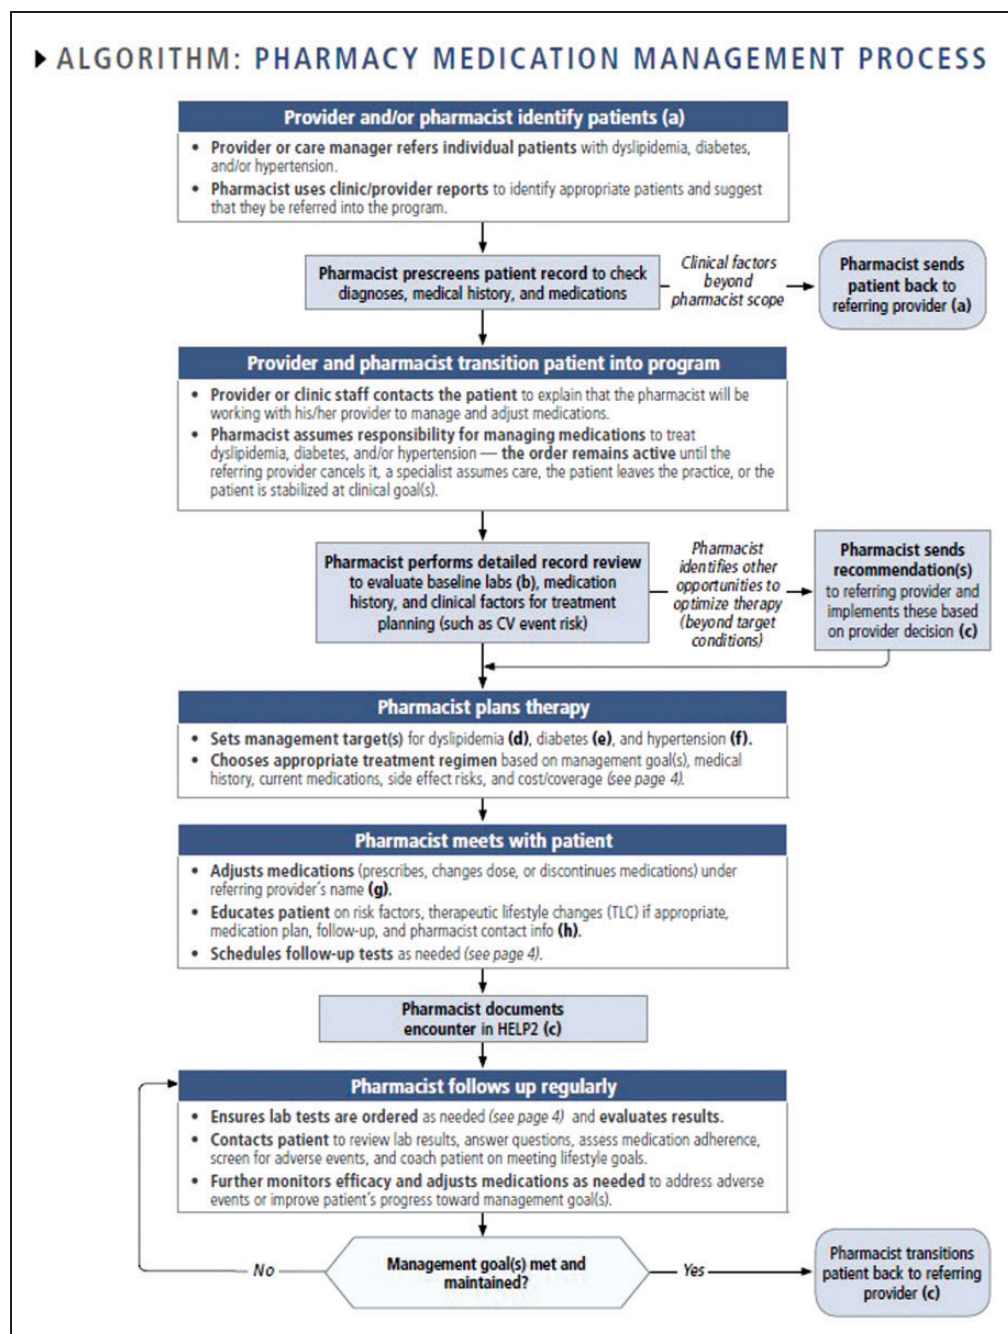 ALGORITHM: PHARMACY MEDICATION MANAGEMENT PROCESS
Provider and/or pharmacist identify patients (a)
• Provider or care manager refers individual patients with dyslipidemia, diabetes,
and/or hypertension.
• Pharmacist uses clinic/provider reports to identify appropriate patients and suggest
that they be referred into the program.
Pharmacist prescreens patient record to check
diagnoses, medical history, and medications
Clinical factors
beyond
pharmacist scope
Pharmacist sends
patient back to
referring provider (a)
Provider and pharmacist transition patient into program
• Provider or clinic staff contacts the patient to explain that the pharmacist will be
working with his/her provider to manage and adjust medications.
• Pharmacist assumes responsibility for managing medications to treat
dyslipidemia, diabetes, and/or hypertension — the order remains active until the
referring provider cancels it, a specialist assumes care, the patient leaves the practice, or the
patient is stabilized at clinical goal(s).
Pharmacist performs detailed record review
to evaluate baseline labs (b), medication
history, and clinical factors for treatment
planning (such as CV event risk)
Pharmacist
identifies other
opportunities to
optimize therapy
(beyond target
conditions)
Pharmacist sends
recommendation(s)
to referring provider and
implements these based
on provider decision (c)
Pharmacist plans therapy
• Sets management target(s) for dyslipidemia (d), diabetes (e), and hypertension (f).
• Chooses appropriate treatment regimen based on management goal(s), medical
history, current medications, side effect risks, and cost/coverage (see page 4).
Pharmacist meets with patient
• Adjusts medications (prescribes, changes dose, or discontinues medications) under
referring provider's name (g).
• Educates patient on risk factors, therapeutic lifestyle changes (TLC) if appropriate,
medication plan, follow-up, and pharmacist contact info (h).
• Schedules follow-up tests as needed (see page 4).
Pharmacist documents
encounter in HELP2 (c)
Pharmacist follows up regularly
• Ensures lab tests are ordered as needed (see page 4) and evaluates results.
• Contacts patient to review lab results, answer questions, assess medication adherence,
screen for adverse events, and coach patient on meeting lifestyle goals.
• Further monitors efficacy and adjusts medications as needed to address adverse
events or improve patient's progress toward management goal(s).
No
Management goal(s) met and
maintained?
Yes
Pharmacist transitions
patient back to referring
provider (c)